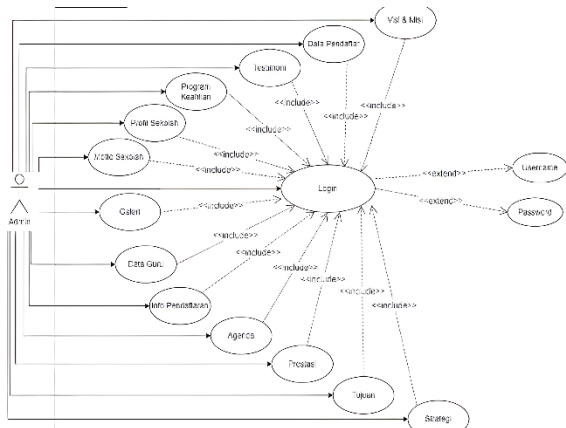 Visi & Misi
Data Pendaftar
Testimoni
Program
Keahlian
Profil Sekolah
Motto Sekolah
<<include>>
<<include>>
<<include>>
<<include>>
<<include>>
<<include>>
Login
<<extend>>
Username
<<extend>>
Password
Admin
Galeri
<<include>>
Data Guru
<<include>>
Info Pendaftaran
<<include>>
Agenda
<<include>>
Prestasi
<<include>>
Tujuan
<<include>>
Strategi
<<include>>